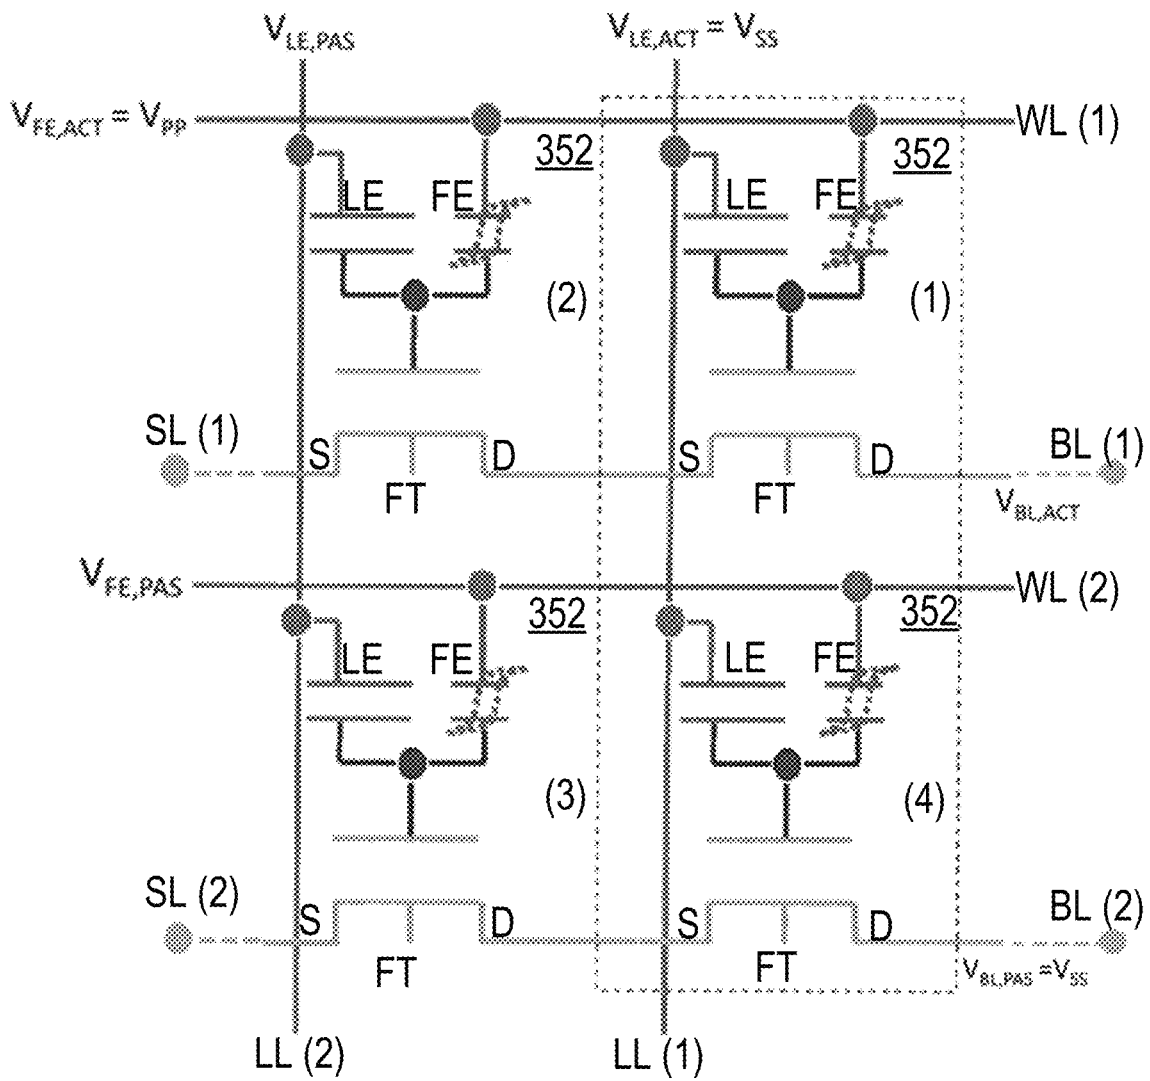 V_LE,PAS V_LE,ACT = V_SS
V_FE,ACT = V_PP WL (1)
352 352
LE FE LE FE
(2) (1)
SL (1) S D S D BL (1)
FT FT V_BL,ACT
V_FE,PAS WL (2)
352 352
LE FE LE FE
(3) (4)
SL (2) S D S D BL (2)
FT FT V_BL,PAS =V_SS
LL (2) LL (1)